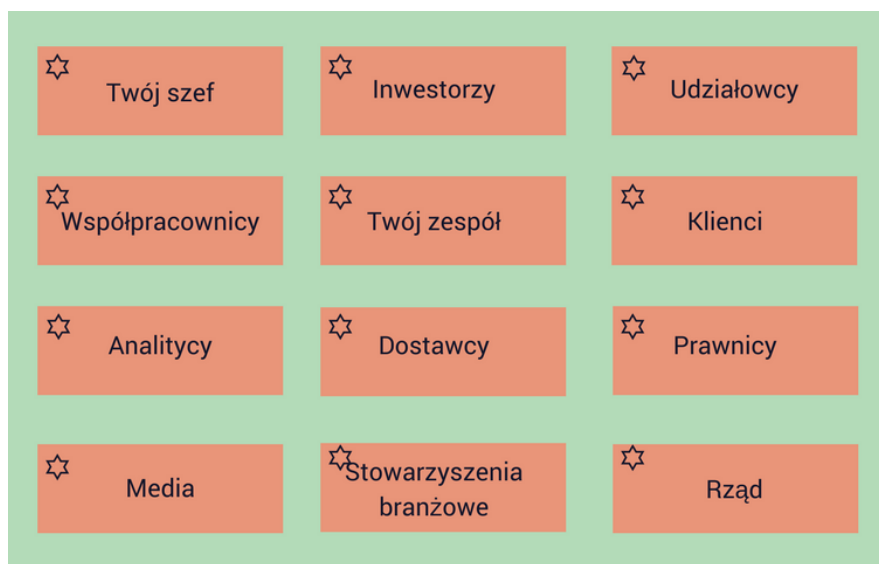 Twój szef
Inwestorzy
Udziałowcy
Współpracownicy
Twój zespół
Klienci
Analitycy
Dostawcy
Prawnicy
Media
Stowarzyszenia
branżowe
Rząd